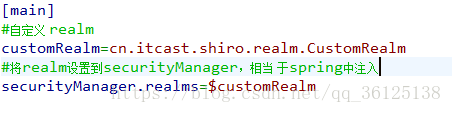 [main]
#自定义 realm
customRealm=cn.itcast.shiro.realm.CustomRealm
#将realm设置到securityManager，相当于spring中注入
securityManager.realms=$customRealm
https://blog.csdn.net/qq_36125138